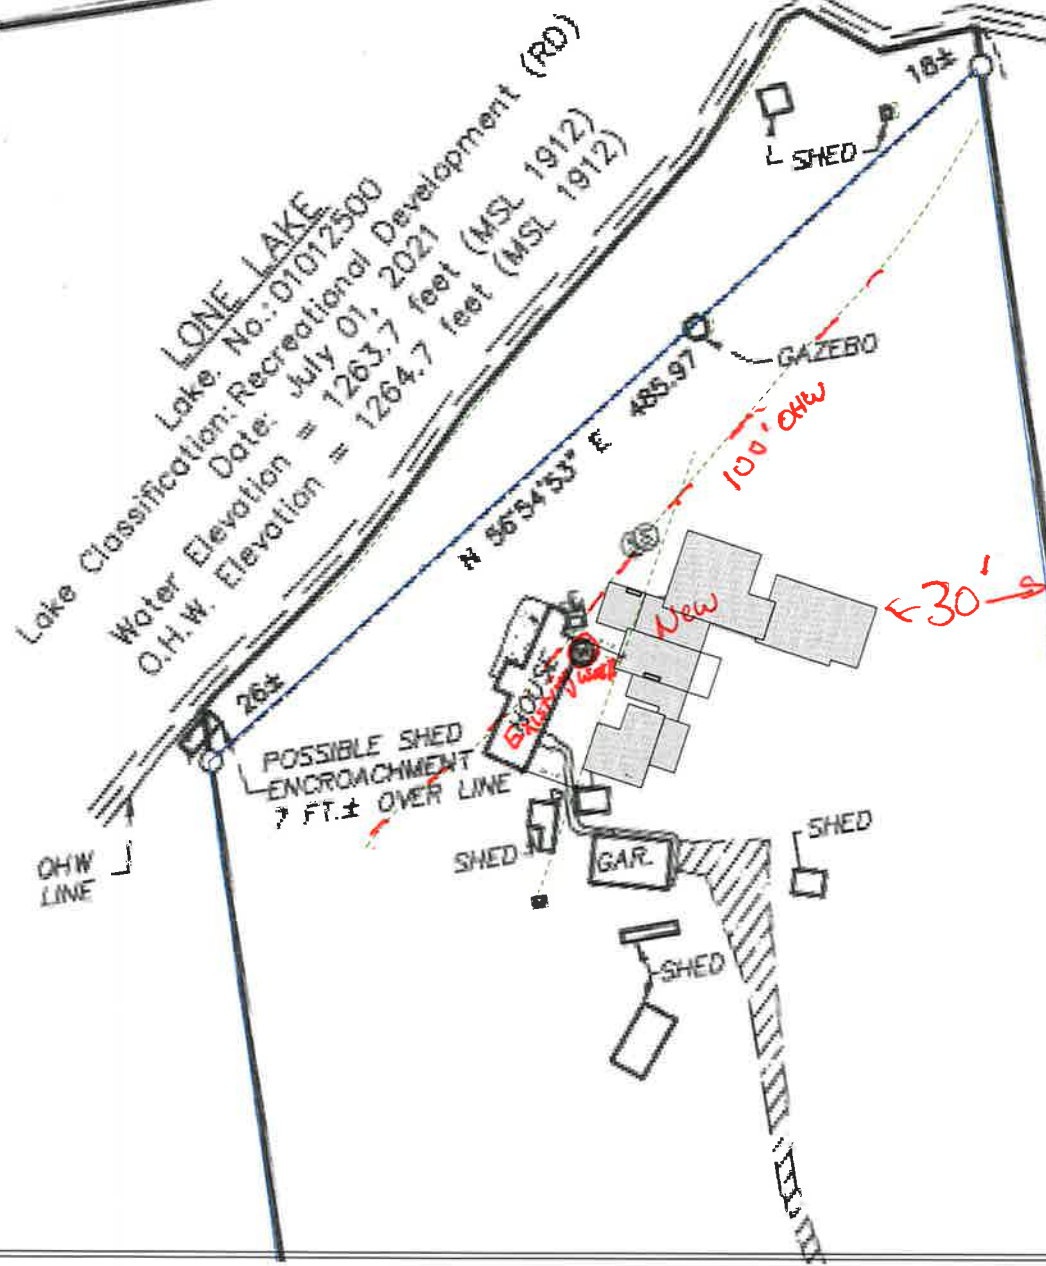 LONE LAKE
Lake. No.: 01012500
Lake Classification: Recreational Development (RD)
Date: July 01, 2021
Water Elevation = 1263.7 feet (MSL 1912)
O.H.W. Elevation = 1264.7 feet (MSL 1912)
18±
SHED
GAZEBO
N 56°54'53" E 485.97
100' OHW
New
←30'→
HOUSE
Existing well
W
26±
POSSIBLE SHED
ENCROACHMENT
7 FT.± OVER LINE
OHW
LINE
SHED
GAR.
SHED
SHED